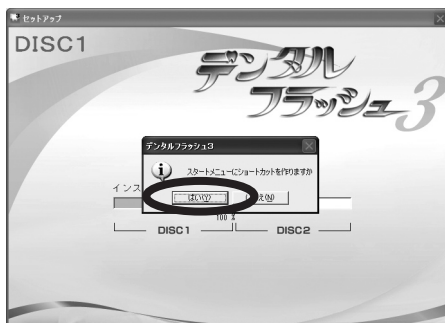 セットアップ
DISC1
デンタル
フラッシュ3
デンタルフラッシュ3
スタートメニューにショートカットを作りますか
インス
はい(Y)
え(N)
100 %
DISC1
DISC2